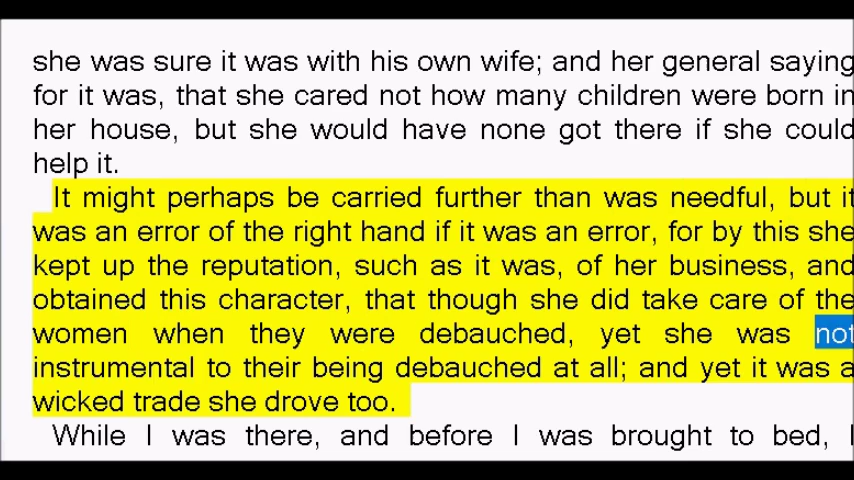 she was sure it was with his own wife; and her general saying
for it was, that she cared not how many children were born in
her house, but she would have none got there if she could
help it.
It might perhaps be carried further than was needful, but it
was an error of the right hand if it was an error, for by this she
kept up the reputation, such as it was, of her business, and
obtained this character, that though she did take care of the
women when they were debauched, yet she was not
instrumental to their being debauched at all; and yet it was a
wicked trade she drove too.
While I was there, and before I was brought to bed, I